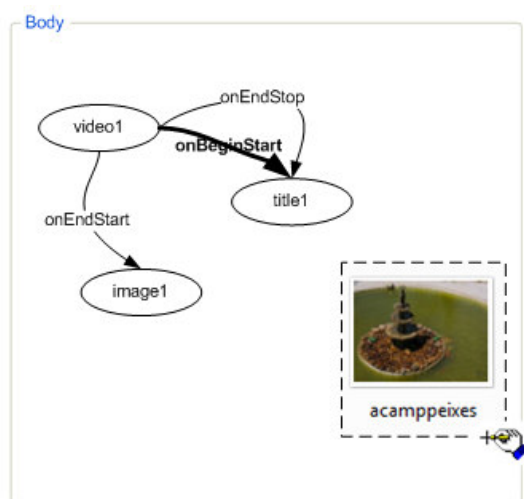 Body
onEndStop
video1
onBeginStart
title1
onEndStart
image1
acamppeixes